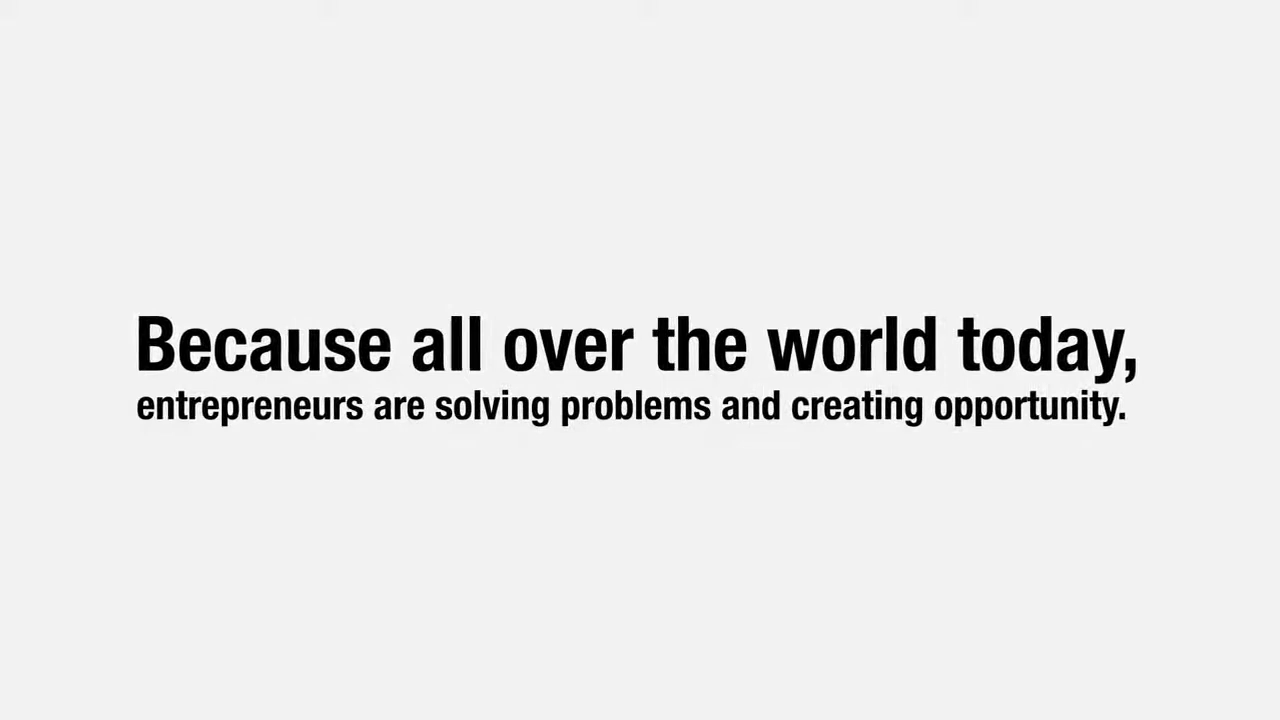 Because all over the world today,
entrepreneurs are solving problems and creating opportunity.